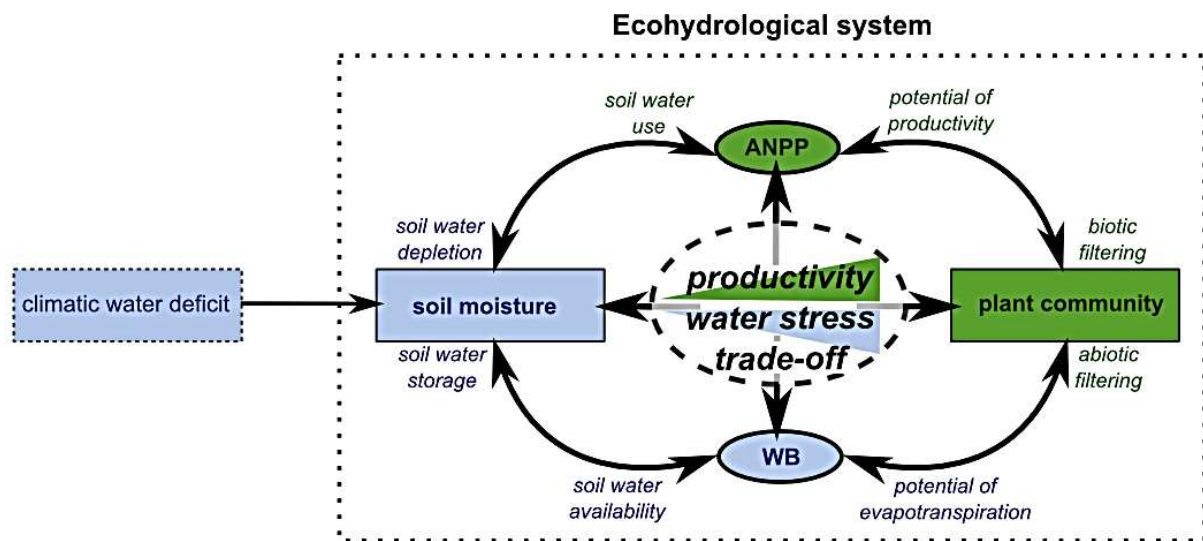 Ecohydrological system
soil water
use
potential of
productivity
ANPP
soil water
depletion
biotic
filtering
climatic water deficit
soil moisture
productivity
water stress
trade-off
plant community
soil water
storage
abiotic
filtering
WB
soil water
availability
potential of
evapotranspiration